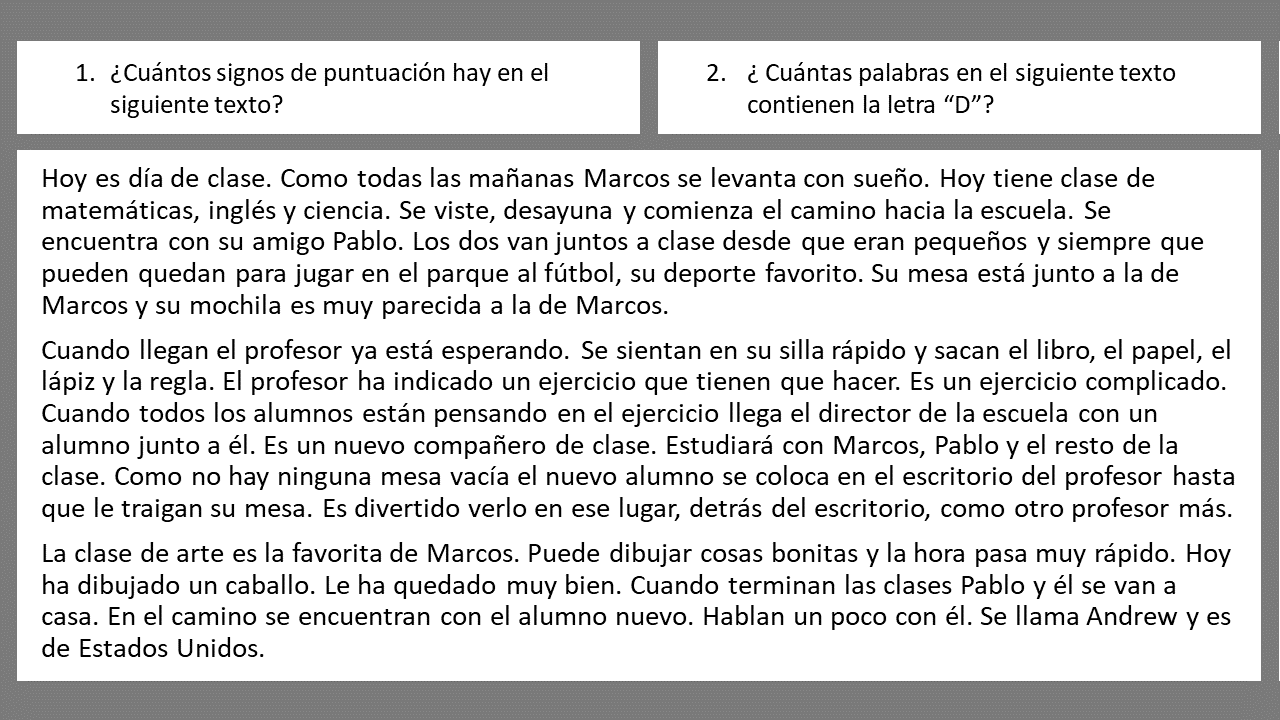 1. ¿Cuántos signos de puntuación hay en el
siguiente texto?
2. ¿ Cuántas palabras en el siguiente texto
contienen la letra “D”?
Hoy es día de clase. Como todas las mañanas Marcos se levanta con sueño. Hoy tiene clase de
matemáticas, inglés y ciencia. Se viste, desayuna y comienza el camino hacia la escuela. Se
encuentra con su amigo Pablo. Los dos van juntos a clase desde que eran pequeños y siempre que
pueden quedan para jugar en el parque al fútbol, su deporte favorito. Su mesa está junto a la de
Marcos y su mochila es muy parecida a la de Marcos.
Cuando llegan el profesor ya está esperando. Se sientan en su silla rápido y sacan el libro, el papel, el
lápiz y la regla. El profesor ha indicado un ejercicio que tienen que hacer. Es un ejercicio complicado.
Cuando todos los alumnos están pensando en el ejercicio llega el director de la escuela con un
alumno junto a él. Es un nuevo compañero de clase. Estudiará con Marcos, Pablo y el resto de la
clase. Como no hay ninguna mesa vacía el nuevo alumno se coloca en el escritorio del profesor hasta
que le traigan su mesa. Es divertido verlo en ese lugar, detrás del escritorio, como otro profesor más.
La clase de arte es la favorita de Marcos. Puede dibujar cosas bonitas y la hora pasa muy rápido. Hoy
ha dibujado un caballo. Le ha quedado muy bien. Cuando terminan las clases Pablo y él se van a
casa. En el camino se encuentran con el alumno nuevo. Hablan un poco con él. Se llama Andrew y es
de Estados Unidos.